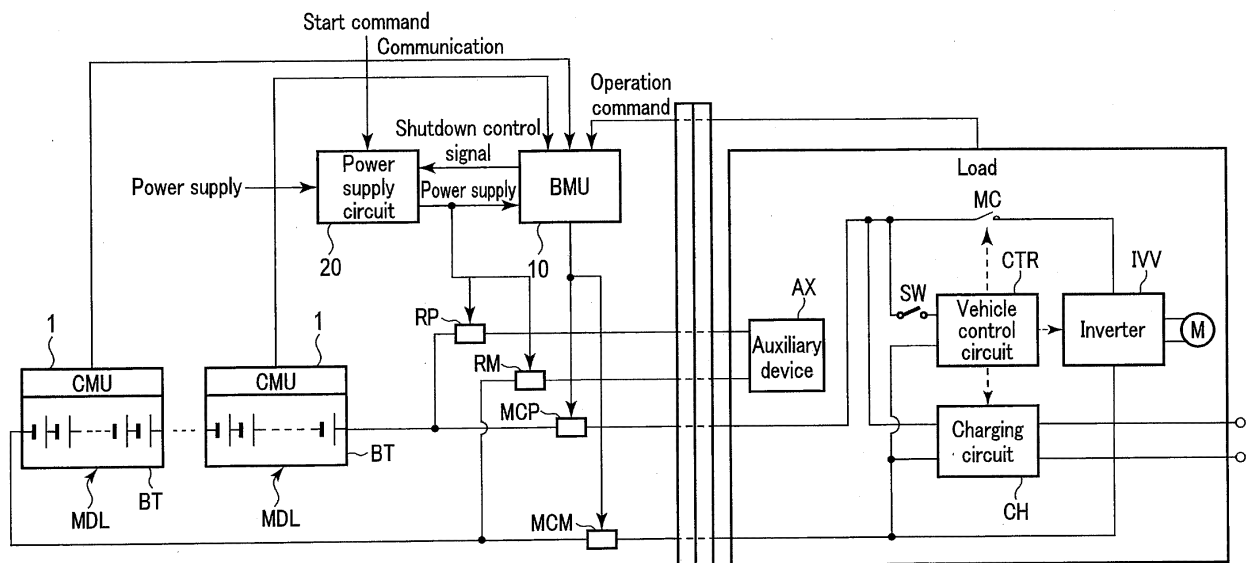 Start command
Communication
Operation
command
Shutdown control
signal
Power
supply
circuit
BMU
Power supply
Power supply
20
10
Load
MC
CTR
IVV
SW
Vehicle
control
circuit
Inverter
M
AX
Auxiliary
device
RP
RM
1
1
CMU
CMU
MCP
Charging
circuit
BT
BT
MDL
MDL
MCM
CH